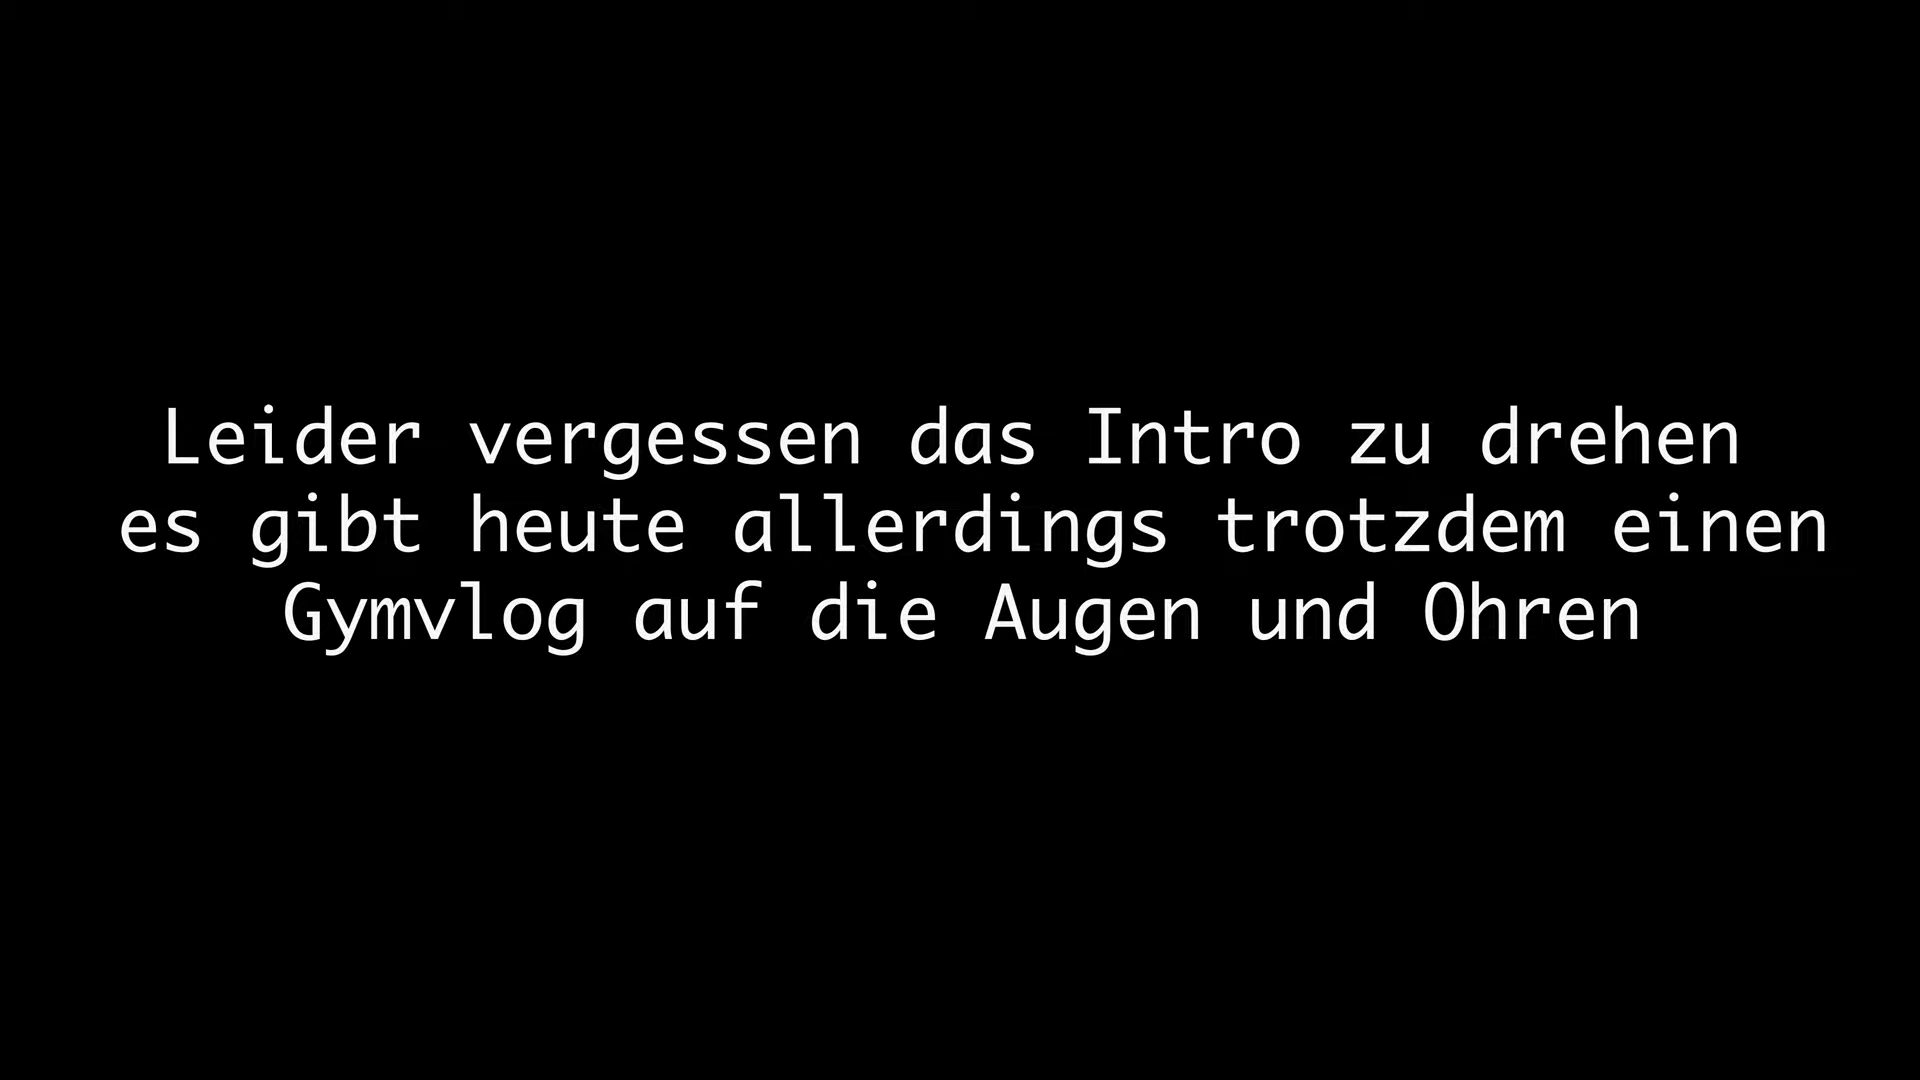 Leider vergessen das Intro zu drehen
es gibt heute allerdings trotzdem einen
Gymvlog auf die Augen und Ohren